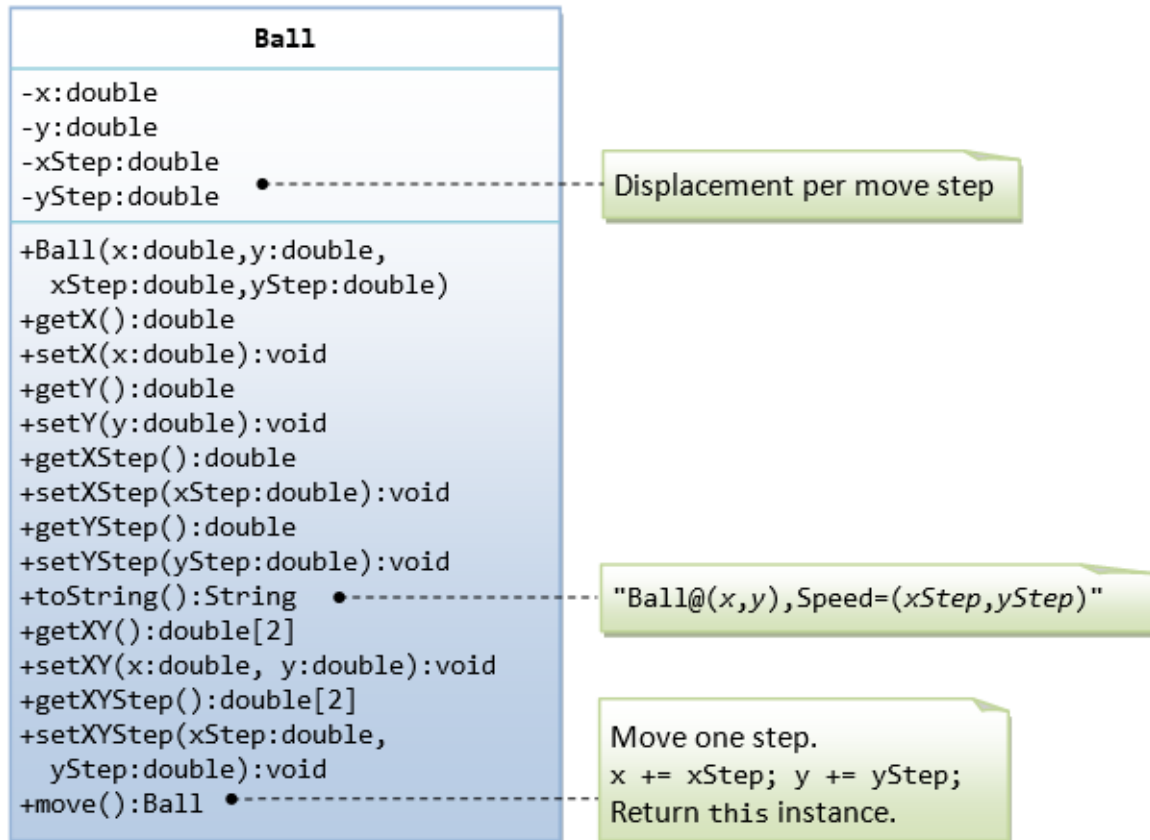 Ball
-x:double
-y:double
-xStep:double
-yStep:double
Displacement per move step
+Ball(x:double,y:double,
xStep:double,yStep:double)
+getX():double
+setX(x:double):void
+getY():double
+setY(y:double):void
+getXStep():double
+setXStep(xStep:double):void
+getYStep():double
+setYStep(yStep:double):void
+toString():String
"Ball@(x,y),Speed=(xStep,yStep)"
+getXY():double[2]
+setXY(x:double, y:double):void
+getXYStep():double[2]
+setXYStep(xStep:double,
yStep:double):void
+move():Ball
Move one step.
x += xStep; y += yStep;
Return this instance.